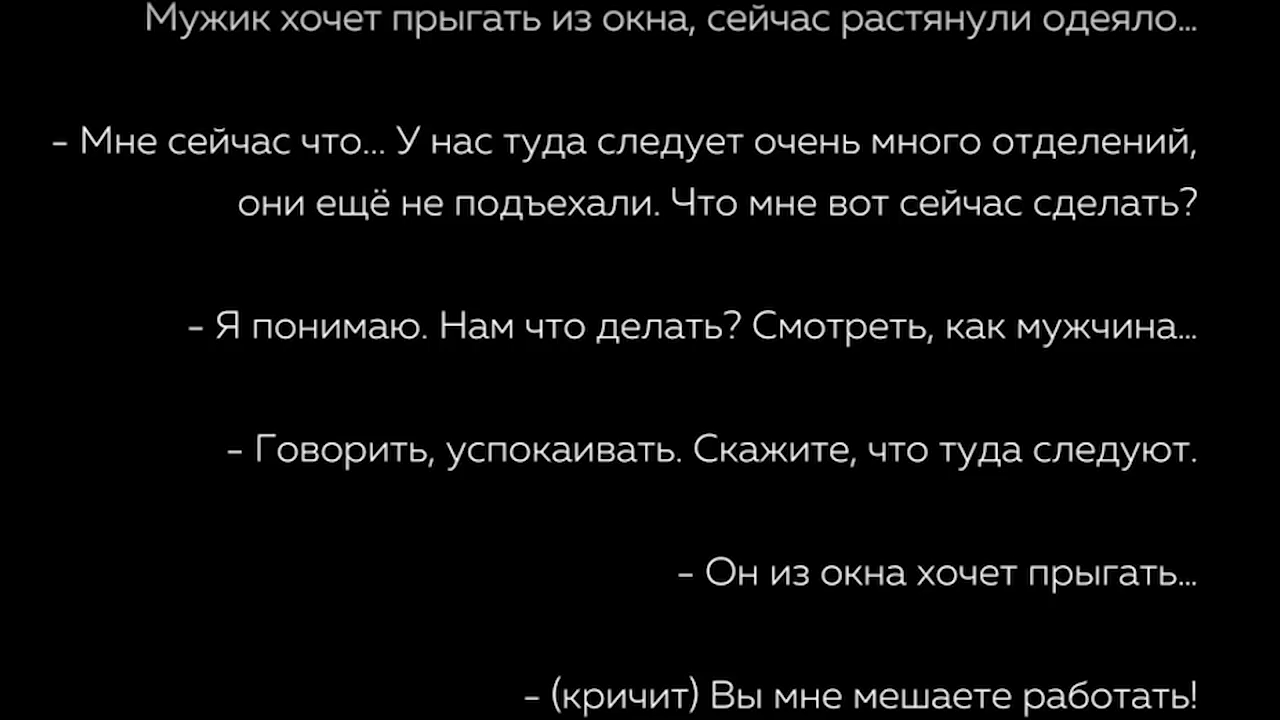 Мужик хочет прыгать из окна, сейчас растянули одеяло...
- Мне сейчас что... У нас туда следует очень много отделений,
они ещё не подъехали. Что мне вот сейчас сделать?
- Я понимаю. Нам что делать? Смотреть, как мужчина...
- Говорить, успокаивать. Скажите, что туда следуют.
- Он из окна хочет прыгать...
- (кричит) Вы мне мешаете работать!